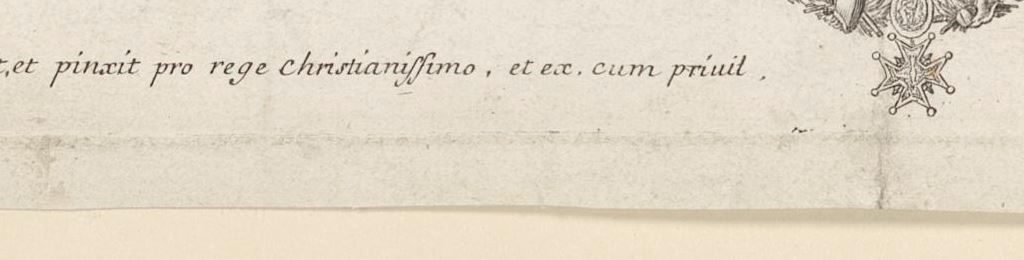 t, et pinxit pro rege christianiſſimo, et ex. cum priuil.